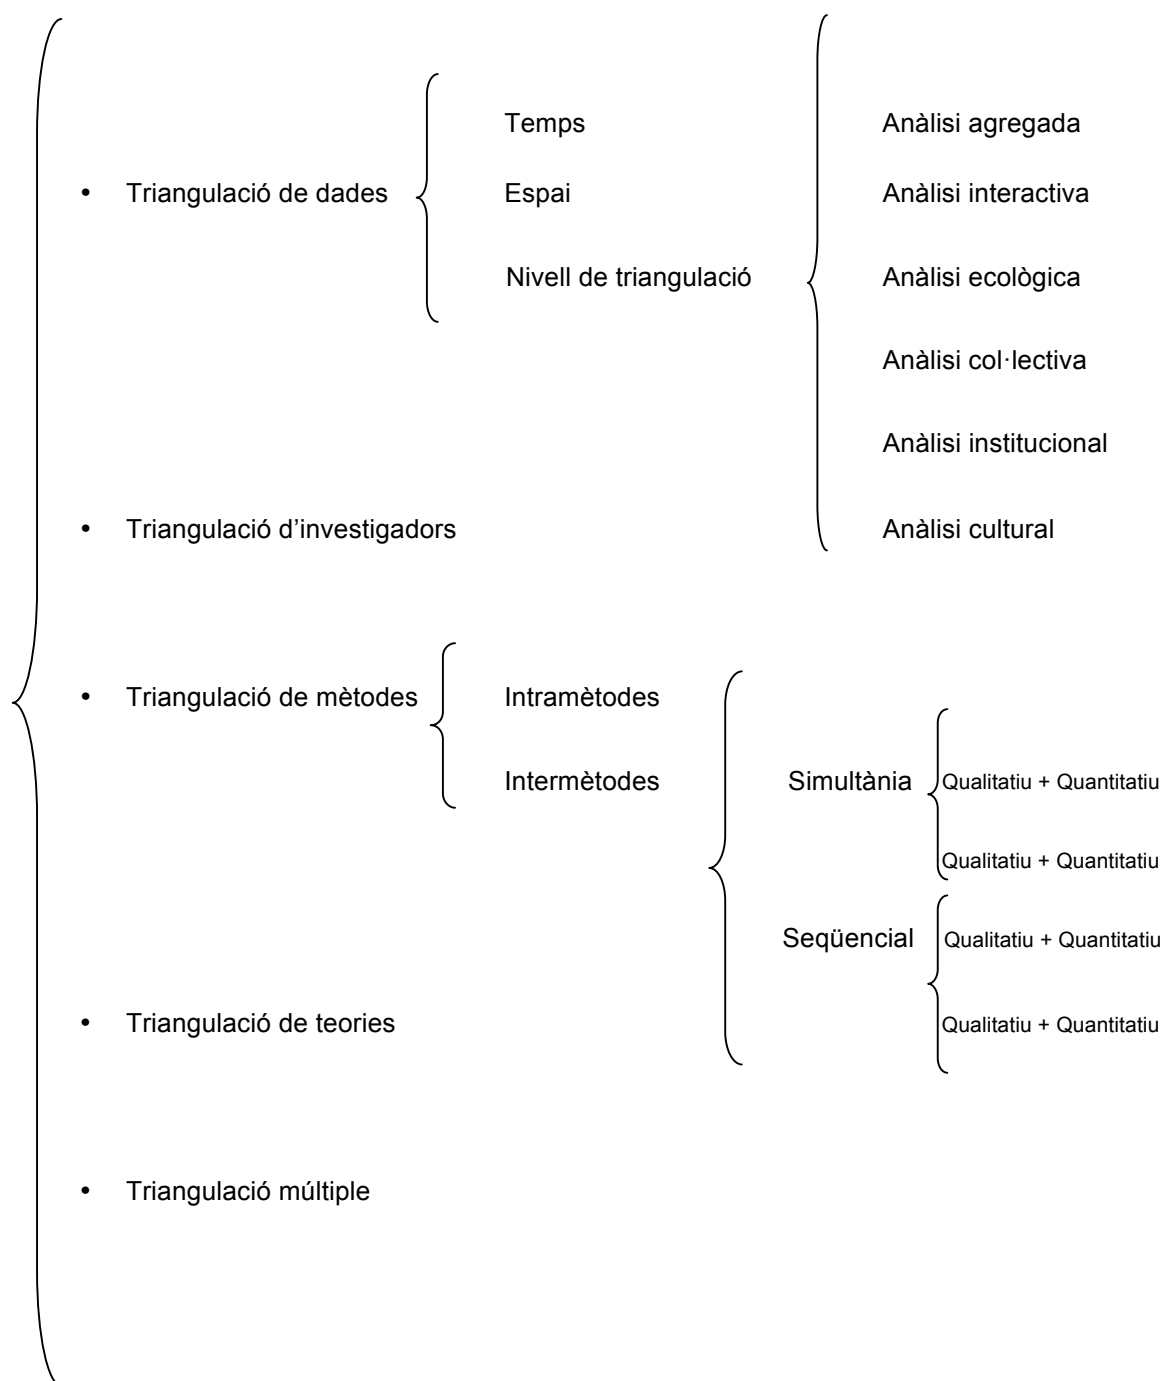 Temps Anàlisi agregada
• Triangulació de dades Espai Anàlisi interactiva
Nivell de triangulació Anàlisi ecològica
Anàlisi col·lectiva
Anàlisi institucional
• Triangulació d’investigadors Anàlisi cultural
• Triangulació de mètodes Intramètodes
Intermètodes Simultània Qualitatiu + Quantitatiu
Qualitatiu + Quantitatiu
Seqüencial Qualitatiu + Quantitatiu
• Triangulació de teories Qualitatiu + Quantitatiu
• Triangulació múltiple